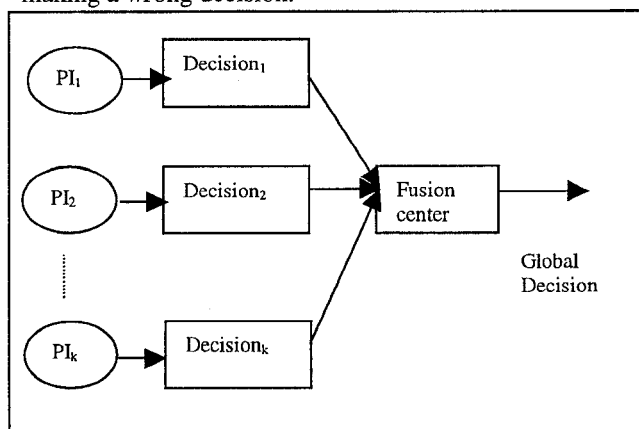 making a wrong decision.
PI₁
Decision₁
PI₂
Decision₂
Fusion
center
Global
Decision
PIₖ
Decisionₖ